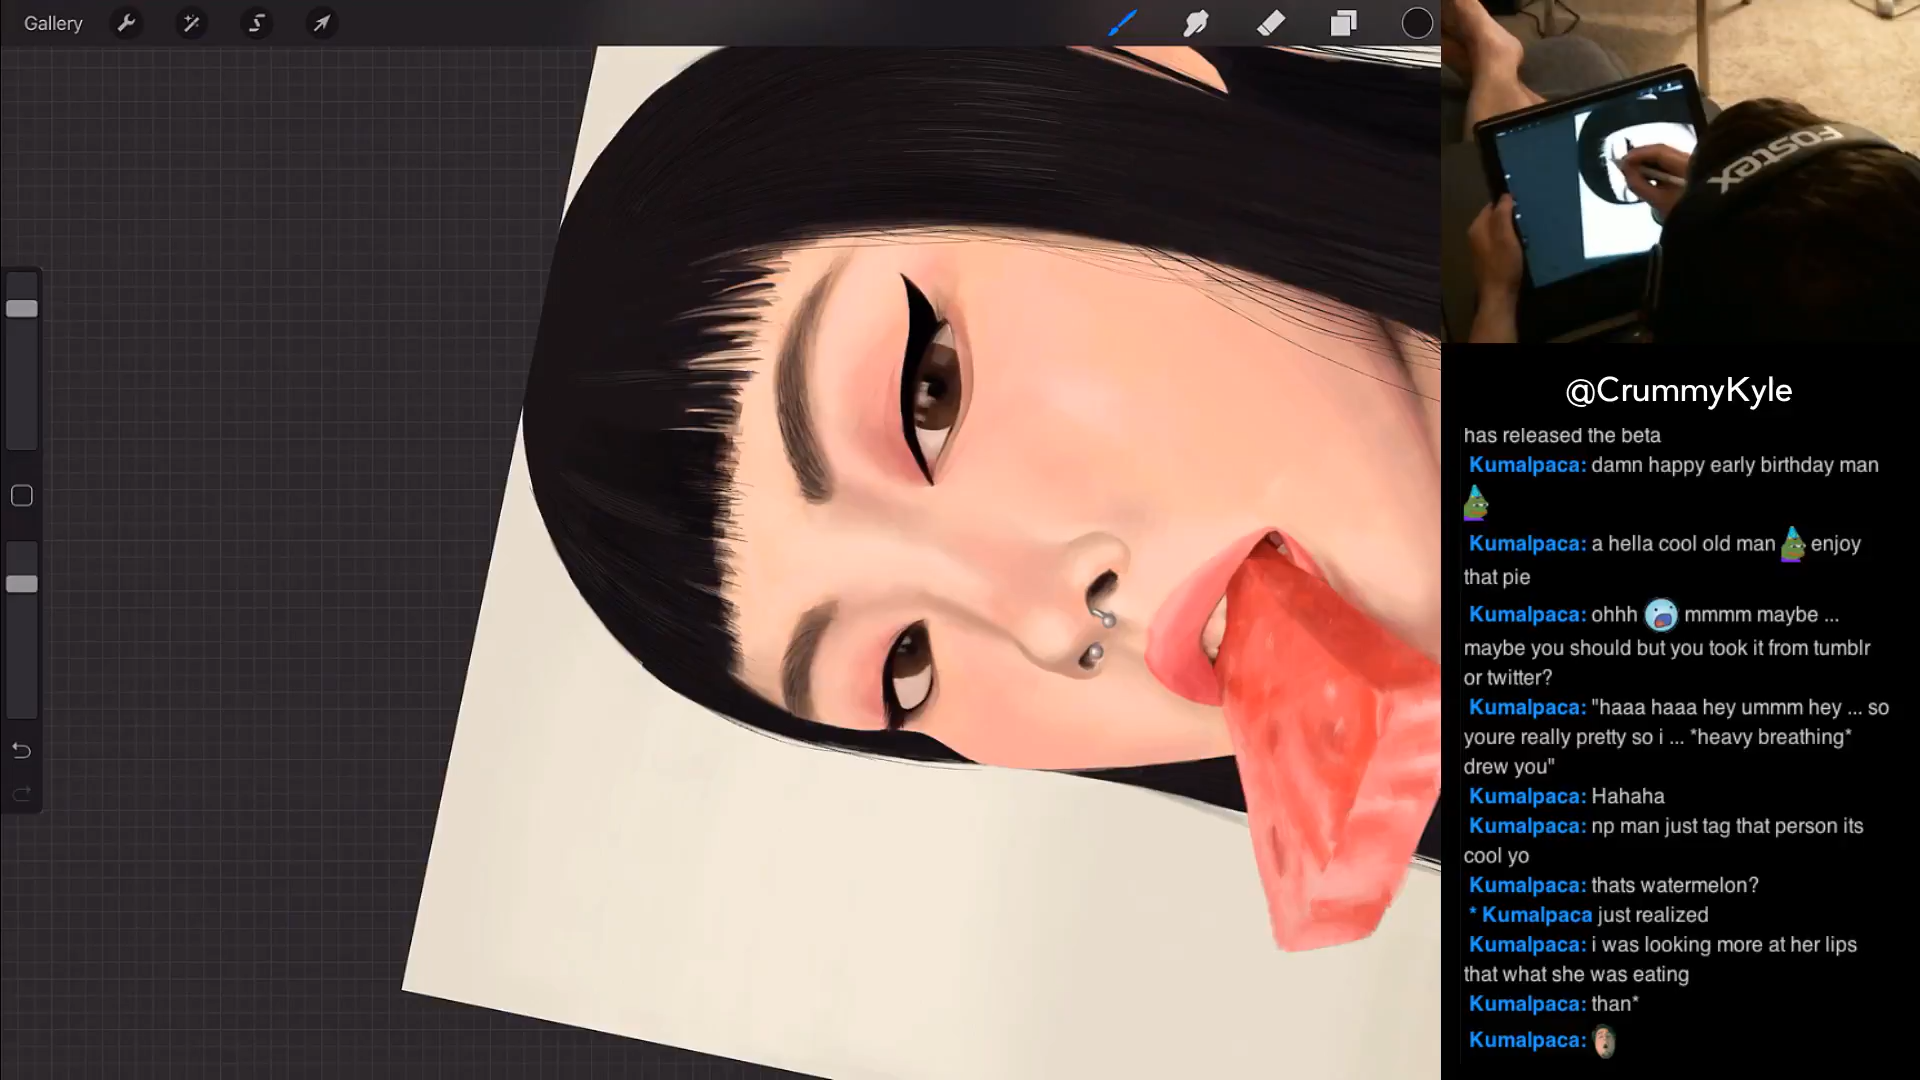 Gallery
FOSTEX
@CrummyKyle
has released the beta
Kumalpaca: damn happy early birthday man
Kumalpaca: a hella cool old man enjoy
that pie
Kumalpaca: ohhh mmmm maybe ...
maybe you should but you took it from tumblr
or twitter?
Kumalpaca: "haaa haaa hey ummm hey ... so
youre really pretty so i ... *heavy breathing*
drew you"
Kumalpaca: Hahaha
Kumalpaca: np man just tag that person its
cool yo
Kumalpaca: thats watermelon?
* Kumalpaca just realized
Kumalpaca: i was looking more at her lips
that what she was eating
Kumalpaca: than*
Kumalpaca: